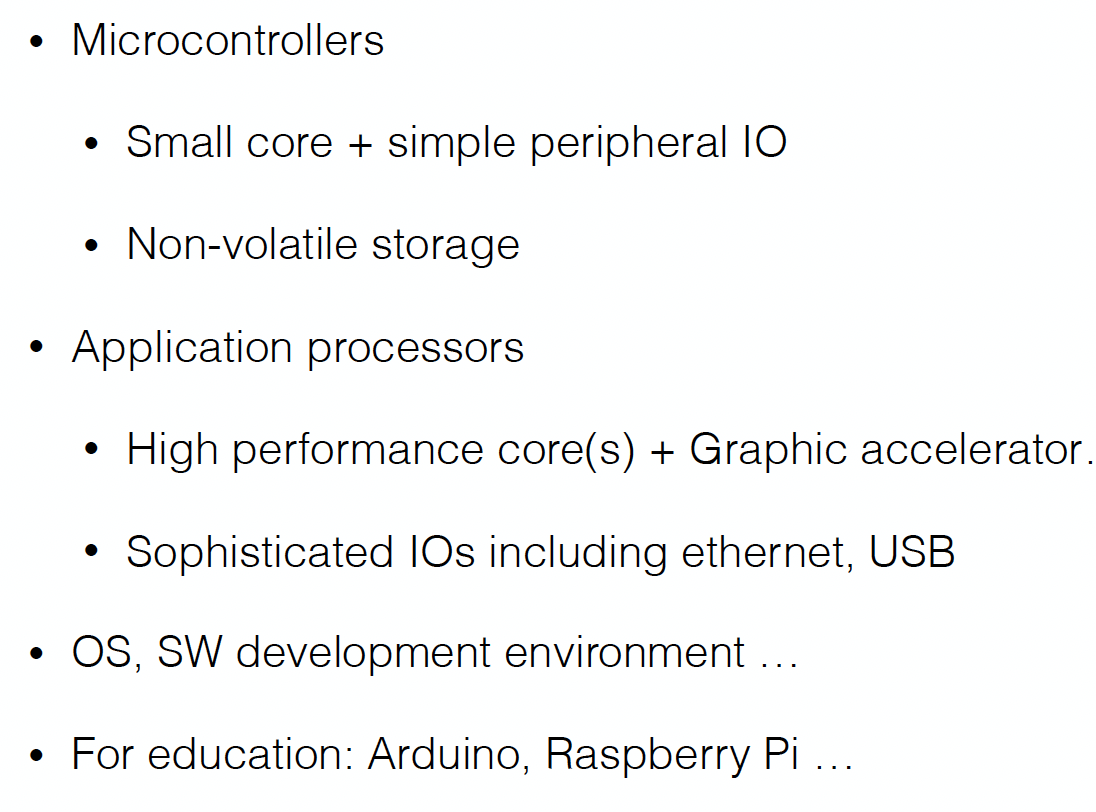 • Microcontrollers
• Small core + simple peripheral IO
• Non-volatile storage
• Application processors
• High performance core(s) + Graphic accelerator.
• Sophisticated IOs including ethernet, USB
• OS, SW development environment …
• For education: Arduino, Raspberry Pi …